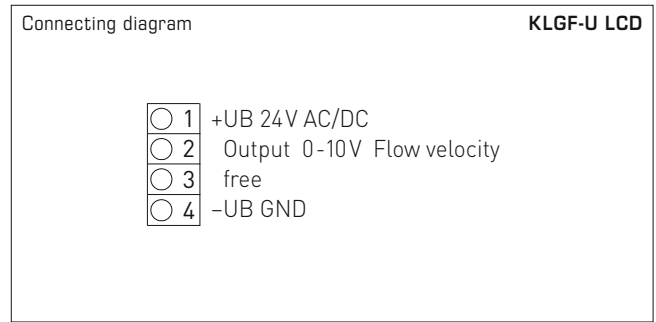 Connecting diagram KLGF-U LCD
1 +UB 24V AC/DC
2 Output 0-10V Flow velocity
3 free
4 –UB GND